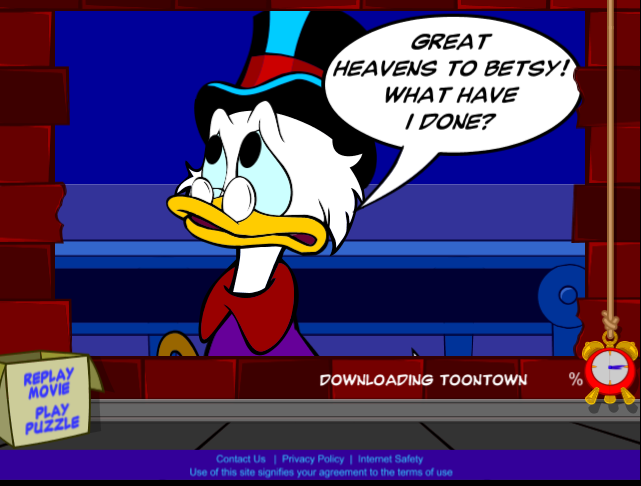 GREAT
HEAVENS TO BETSY!
WHAT HAVE
I DONE?
DOWNLOADING TOONTOWN %
REPLAY
MOVIE
PLAY
PUZZLE
Contact Us | Privacy Policy | Internet Safety
Use of this site signifies your agreement to the terms of use